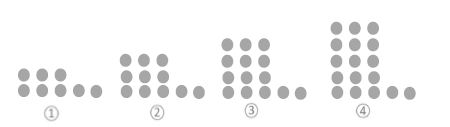 ① ② ③ ④